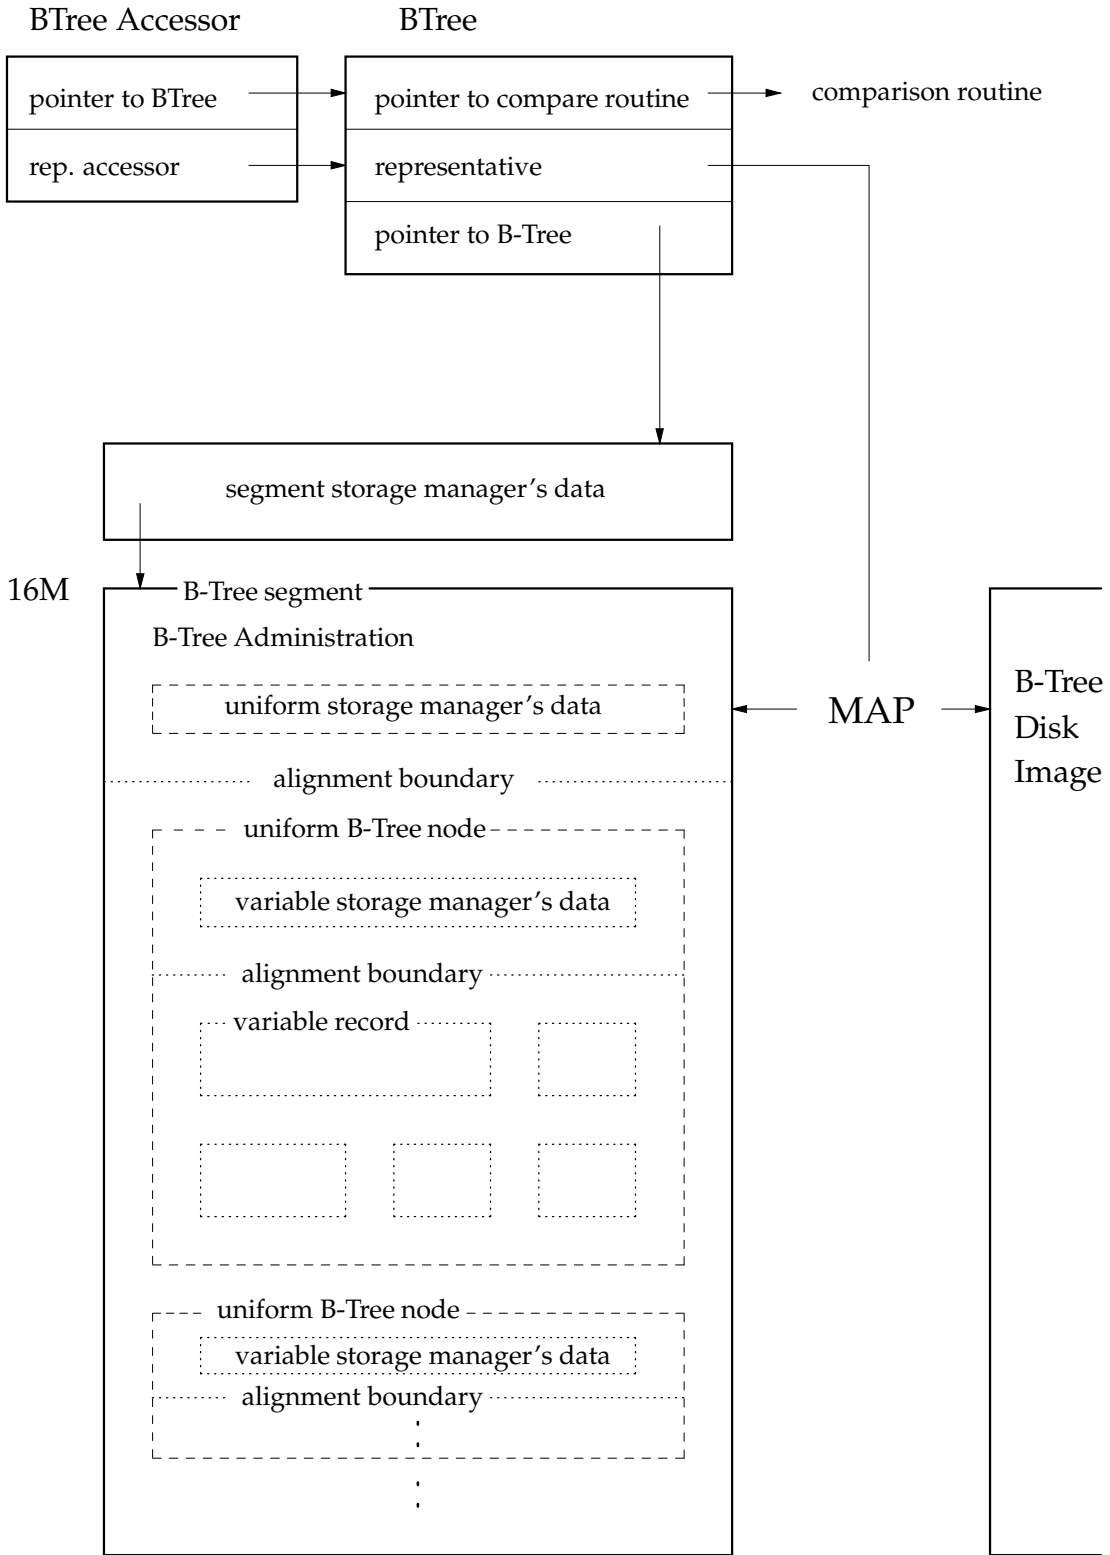 BTree Accessor
BTree
pointer to BTree
pointer to compare routine
comparison routine
rep. accessor
representative
pointer to B-Tree
segment storage manager's data
16M
B-Tree segment
B-Tree Administration
uniform storage manager's data
MAP
B-Tree
Disk
Image
alignment boundary
uniform B-Tree node
variable storage manager's data
alignment boundary
variable record
uniform B-Tree node
variable storage manager's data
alignment boundary